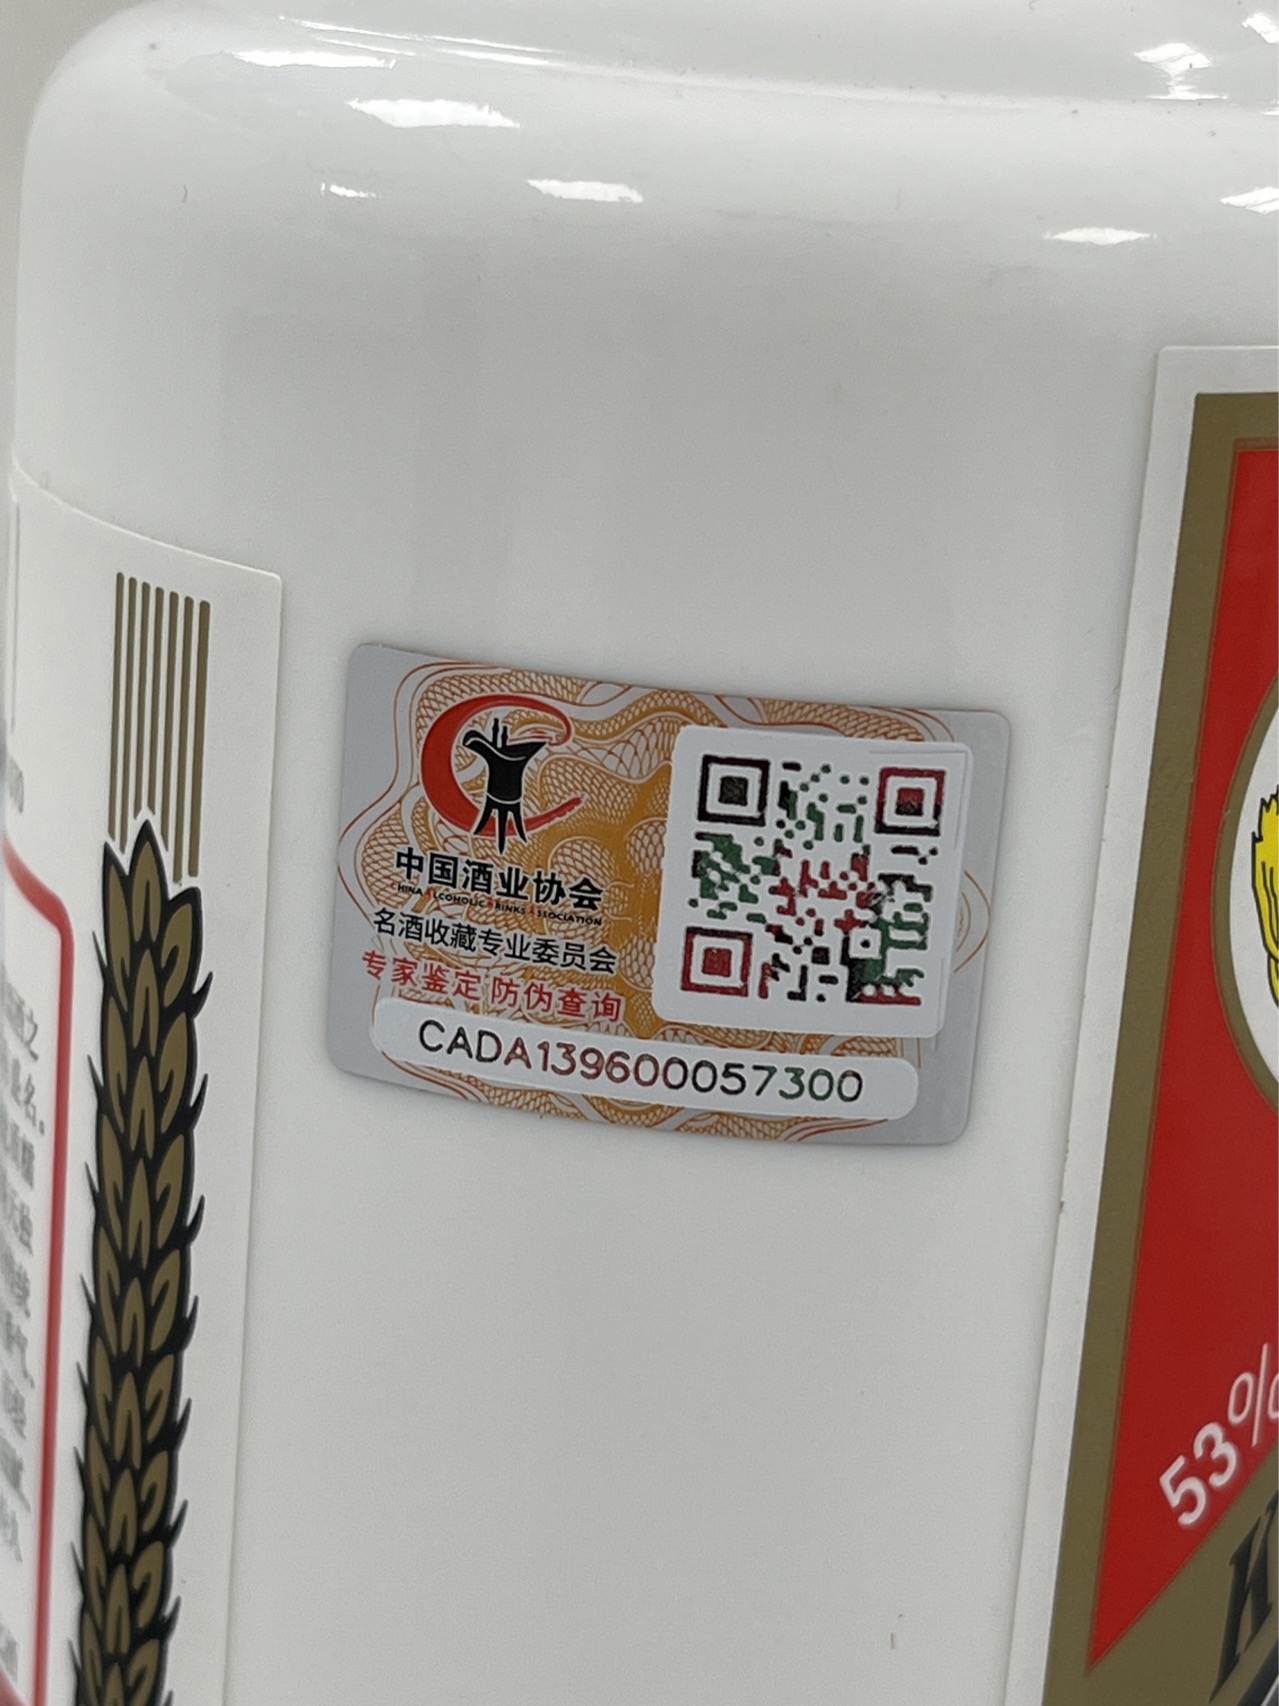 中国酒业协会
CHINA ALCOHOLIC DRINKS ASSOCIATION
名酒收藏专业委员会
专家鉴定 防伪查询
CADA139600057300
53%